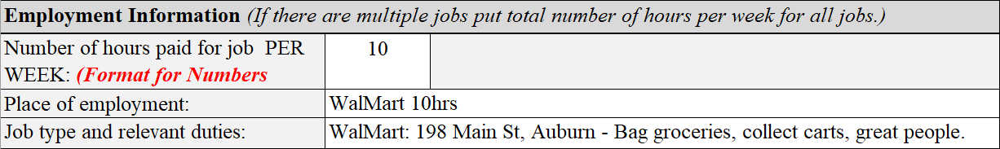 Employment Information (If there are multiple jobs put total number of hours per week for all jobs.)
Number of hours paid for job  PER
WEEK: (Format for Numbers
10
Place of employment:
WalMart 10hrs
Job type and relevant duties:
WalMart: 198 Main St, Auburn - Bag groceries, collect carts, great people.